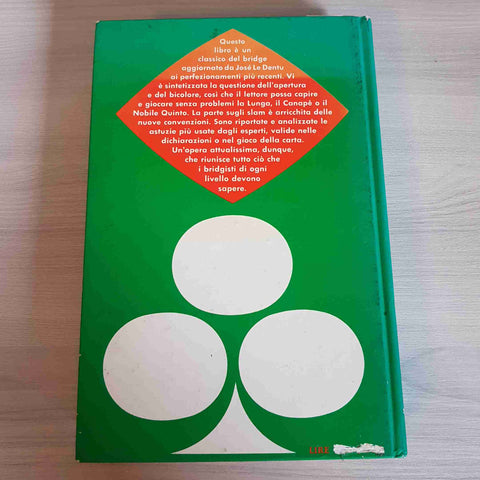 Questo
libro è un
classico del bridge
aggiornato da José Le Dentu
ai perfezionamenti più recenti. Vi
è sintetizzata la questione dell'apertura
e del bicolore, così che il lettore possa capire
e giocare senza problemi la Lunga, il Canapè o il
Nobile Quinto. La parte sugli slam è arricchita delle
nuove convenzioni. Sono riportate e analizzate le
astuzie più usate dagli esperti, valide nelle
dichiarazioni o nel gioco della carta.
Un'opera attualissima, dunque,
che riunisce tutto ciò che
i bridgisti di ogni
livello devono
sapere.
LIRE